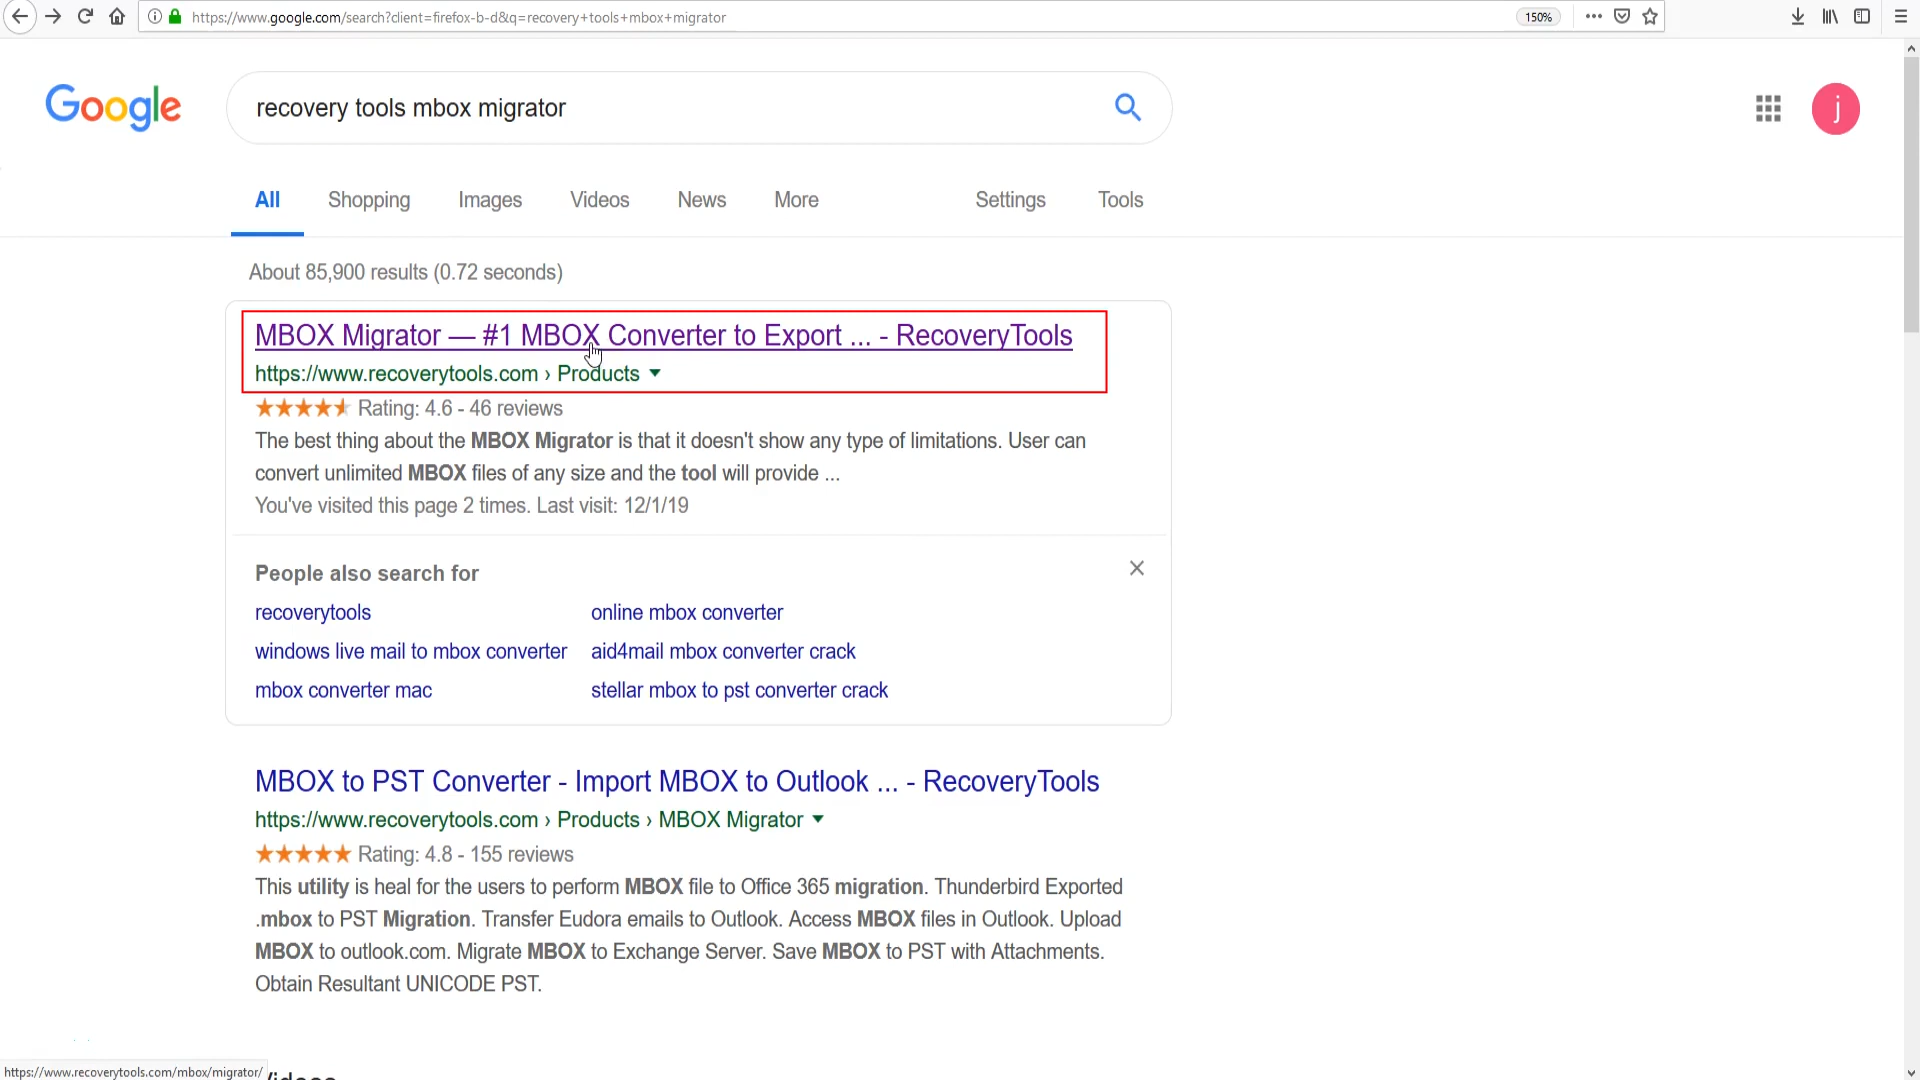 https://www.google.com/search?client=firefox-b-d&q=recovery+tools+mbox+migrator
150%
Google
recovery tools mbox migrator
j
All Shopping Images Videos News More Settings Tools
About 85,900 results (0.72 seconds)
MBOX Migrator — #1 MBOX Converter to Export ... - RecoveryTools
https://www.recoverytools.com › Products
Rating: 4.6 - 46 reviews
The best thing about the MBOX Migrator is that it doesn't show any type of limitations. User can
convert unlimited MBOX files of any size and the tool will provide ...
You've visited this page 2 times. Last visit: 12/1/19
People also search for
recoverytools online mbox converter
windows live mail to mbox converter aid4mail mbox converter crack
mbox converter mac stellar mbox to pst converter crack
MBOX to PST Converter - Import MBOX to Outlook ... - RecoveryTools
https://www.recoverytools.com › Products › MBOX Migrator
Rating: 4.8 - 155 reviews
This utility is heal for the users to perform MBOX file to Office 365 migration. Thunderbird Exported
.mbox to PST Migration. Transfer Eudora emails to Outlook. Access MBOX files in Outlook. Upload
MBOX to outlook.com. Migrate MBOX to Exchange Server. Save MBOX to PST with Attachments.
Obtain Resultant UNICODE PST.
https://www.recoverytools.com/mbox/migrator/